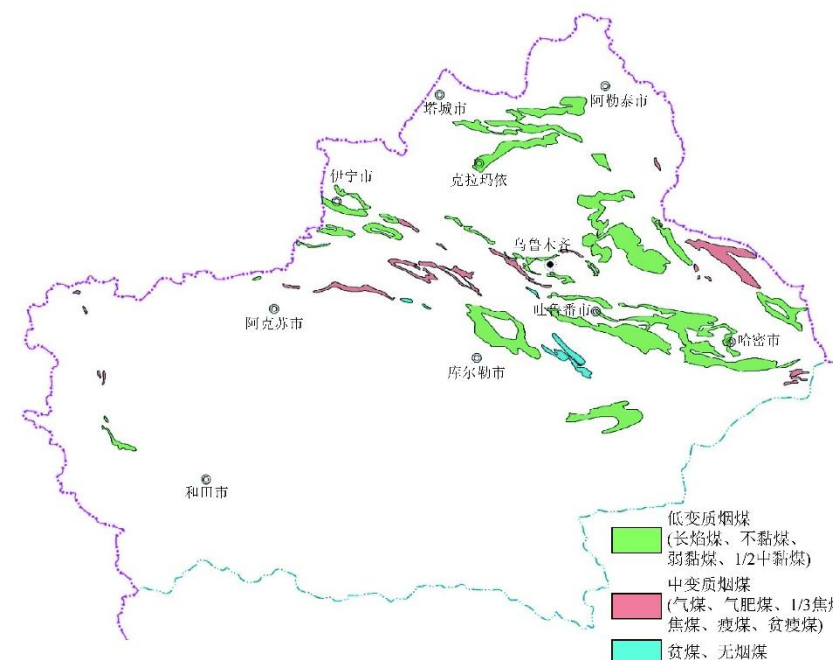 阿勒泰市
塔城市
克拉玛依
伊宁市
乌鲁木齐
吐鲁番市
阿克苏市
哈密市
库尔勒市
和田市
低变质烟煤
(长焰煤、不黏煤、
弱黏煤、1/2中黏煤)
中变质烟煤
(气煤、气肥煤、1/3焦煤
焦煤、瘦煤、贫瘦煤)
贫煤、无烟煤